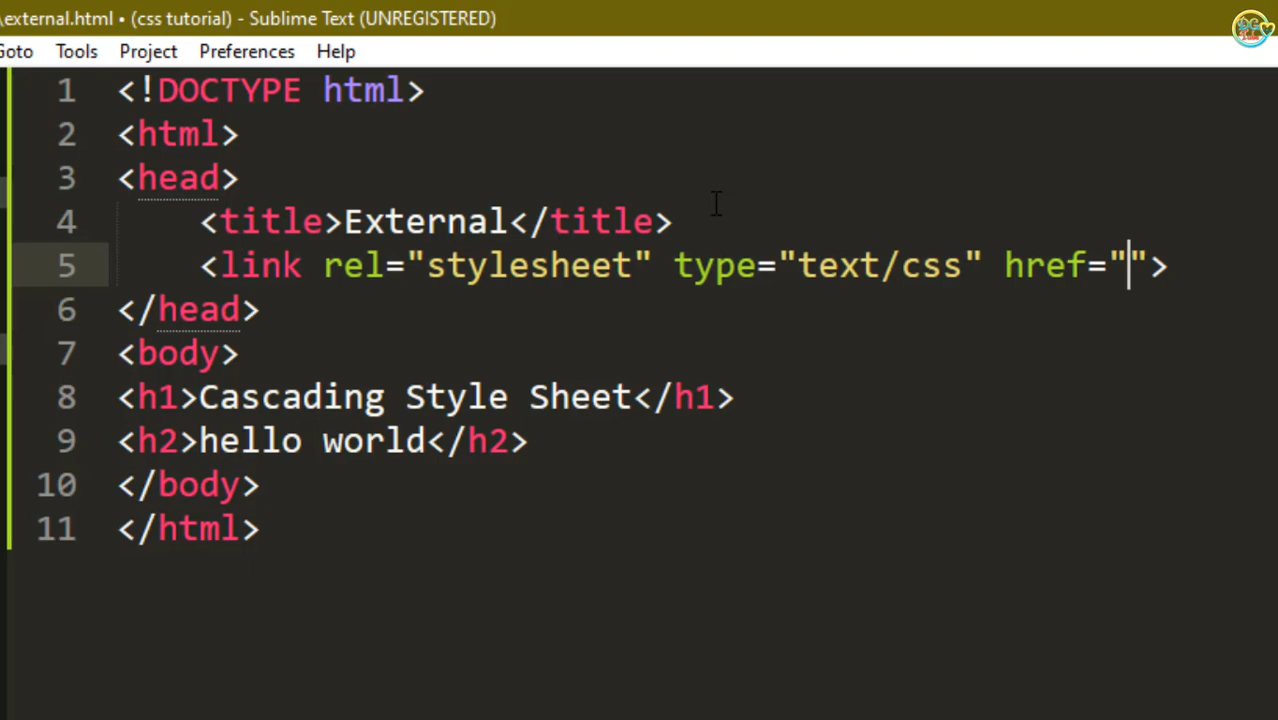 \external.html • (css tutorial) - Sublime Text (UNREGISTERED)
Goto Tools Project Preferences Help
1 <!DOCTYPE html>
2 <html>
3 <head>
4 <title>External</title>
5 <link rel="stylesheet" type="text/css" href="">
6 </head>
7 <body>
8 <h1>Cascading Style Sheet</h1>
9 <h2>hello world</h2>
10 </body>
11 </html>